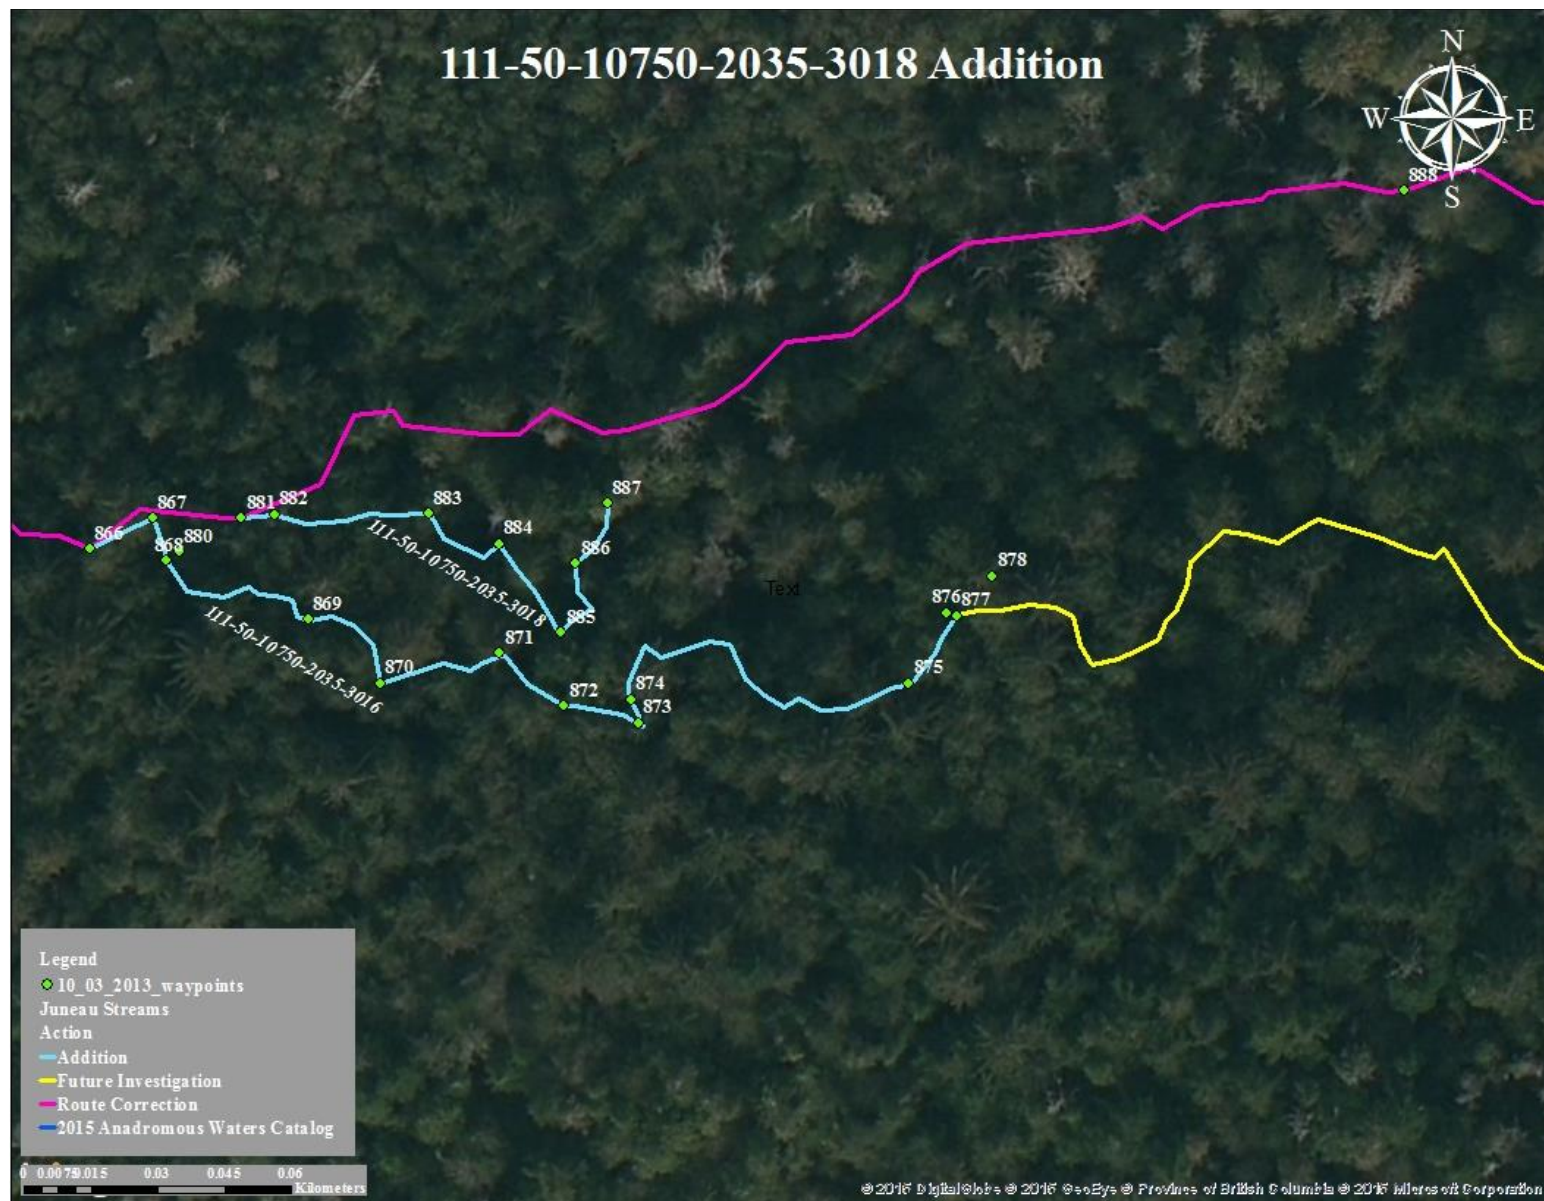 111-50-10750-2035-3018 Addition
N
W
E
S
888
887
867
881
882
883
866
868
880
884
886
111-50-10750-2035-3018
878
869
885
876
877
111-50-10750-2035-3016
871
870
875
872
874
873
Text
Legend
10_03_2013_waypoints
Juneau Streams
Action
Addition
Future Investigation
Route Correction
2015 Anadromous Waters Catalog
0 0.0075 0.015 0.03 0.045 0.06
Kilometers
© 2015 DigitalGlobe © 2015 GeoEye © Province of British Columbia © 2015 Microsoft Corporation